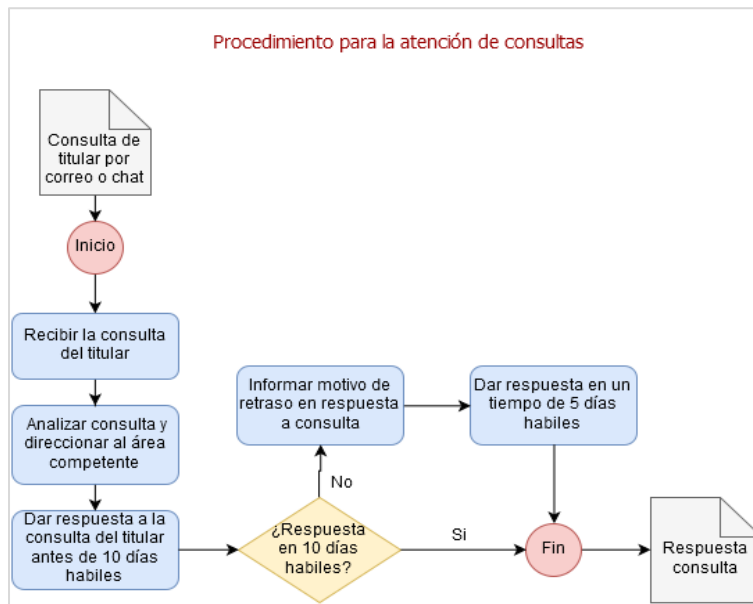 Procedimiento para la atención de consultas
Consulta de
titular por
correo o chat
Inicio
Recibir la consulta
del titular
Analizar consulta y
direccionar al área
competente
Dar respuesta a la
consulta del titular
antes de 10 días
habiles
¿Respuesta
en 10 días
habiles?
No
Informar motivo de
retraso en respuesta
a consulta
Dar respuesta en un
tiempo de 5 días
habiles
Si
Fin
Respuesta
consulta